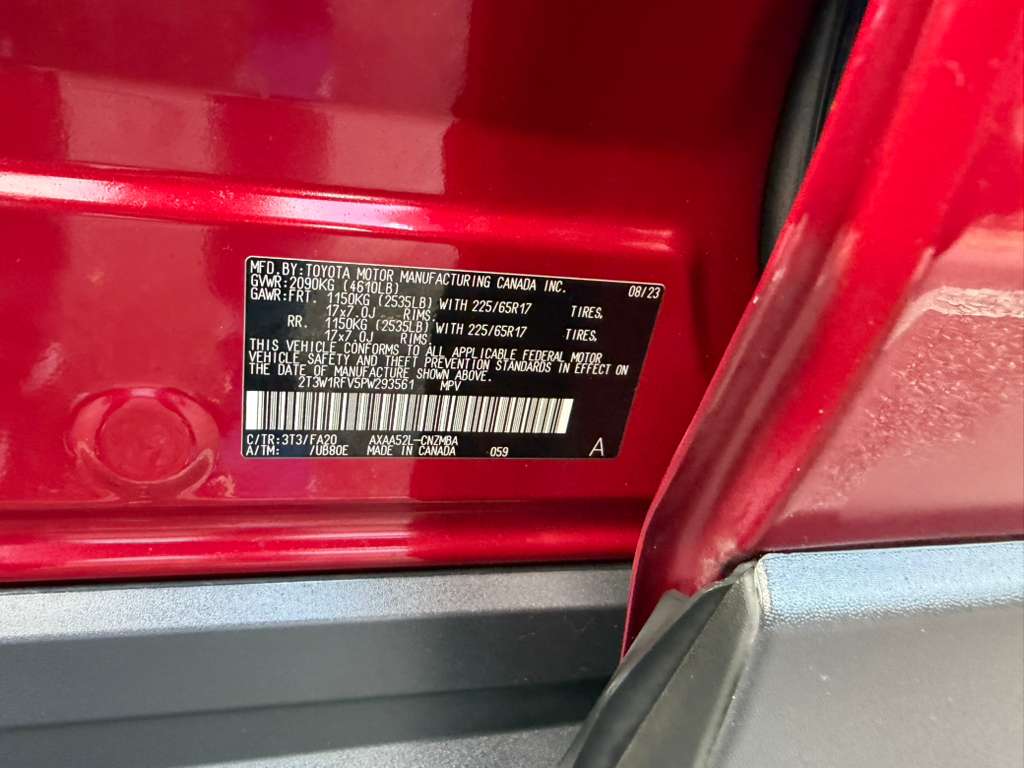 MFD.BY:TOYOTA MOTOR MANUFACTURING CANADA INC. 08/23
GVWR:2090KG (4610LB)
GAWR:FRT. 1150KG (2535LB) WITH 225/65R17 TIRES.
17x7.0J RIMS.
RR. 1150KG (2535LB) WITH 225/65R17 TIRES.
17x7.0J RIMS.
THIS VEHICLE CONFORMS TO ALL APPLICABLE FEDERAL MOTOR
VEHICLE SAFETY AND THEFT PREVENTION STANDARDS IN EFFECT ON
THE DATE OF MANUFACTURE SHOWN ABOVE.
2T3W1RFV5PW293561 MPV
C/TR:3T3/FA20 AXAA52L-CNZMBA
A/TM: /UB80E MADE IN CANADA 059 A